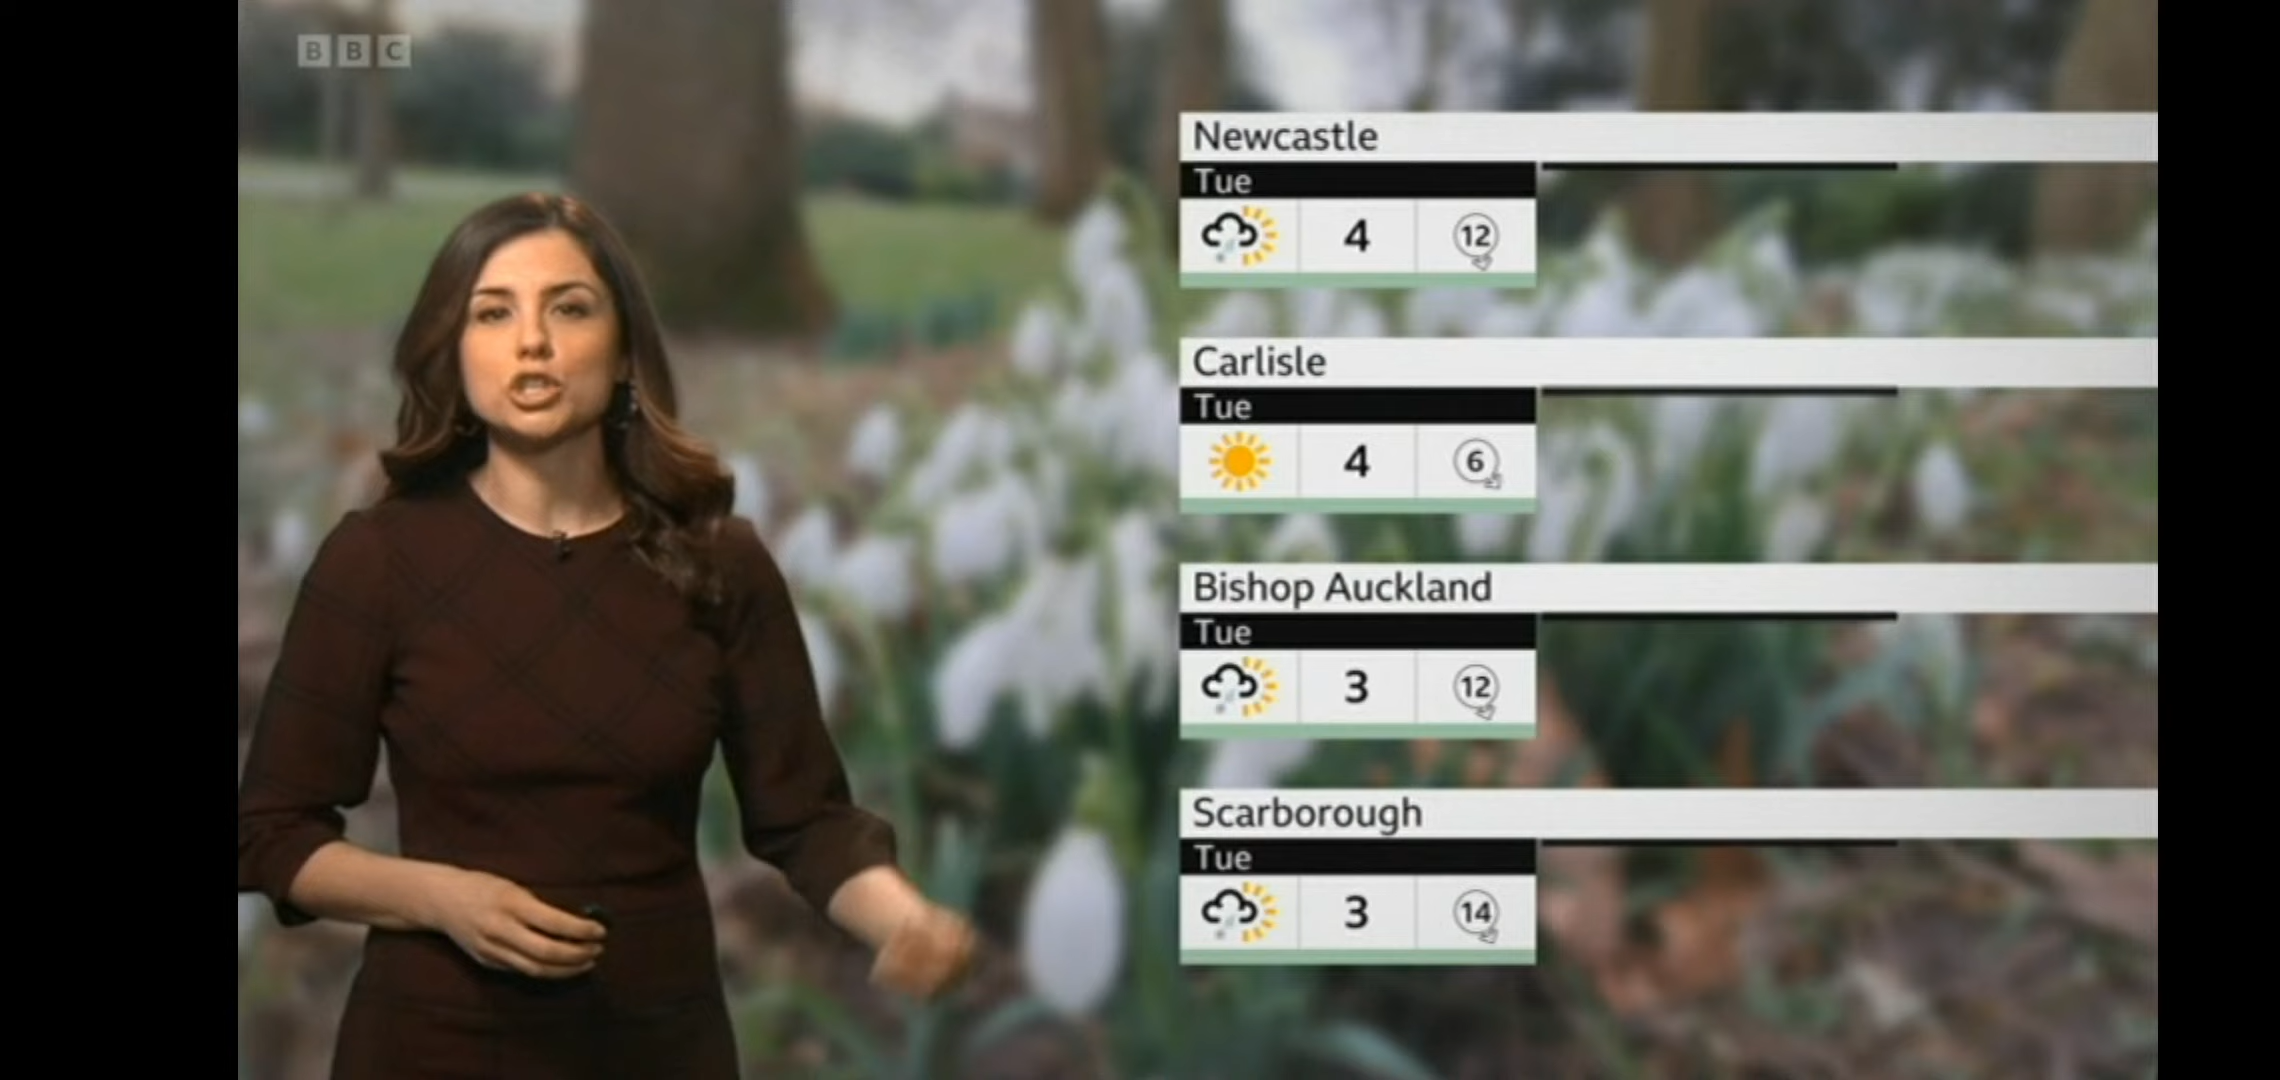 BBC
Newcastle
Tue
4 12
Carlisle
Tue
4 6
Bishop Auckland
Tue
3 12
Scarborough
Tue
3 14